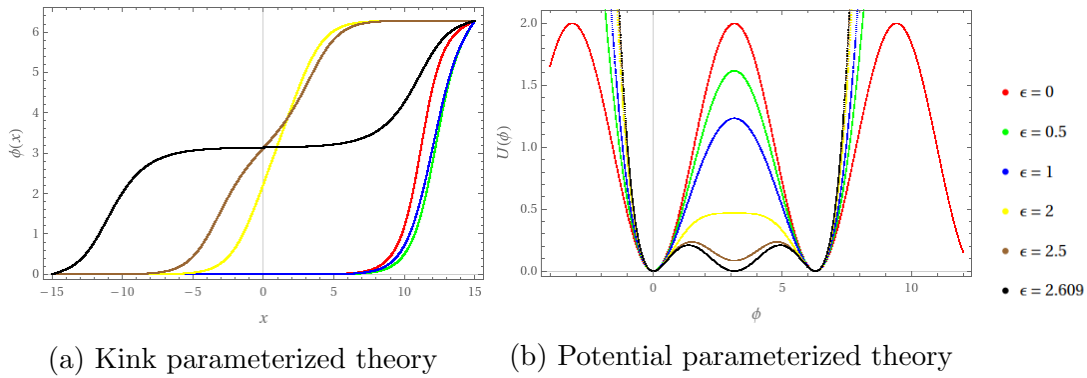 6
5
4
3
2
1
0
ϕ(x)
−15 −10 −5 0 5 10 15
x
(a) Kink parameterized theory
2.0
1.5
1.0
0.5
0.0
U(ϕ)
0 5 10
ϕ
(b) Potential parameterized theory
ϵ = 0
ϵ = 0.5
ϵ = 1
ϵ = 2
ϵ = 2.5
ϵ = 2.609